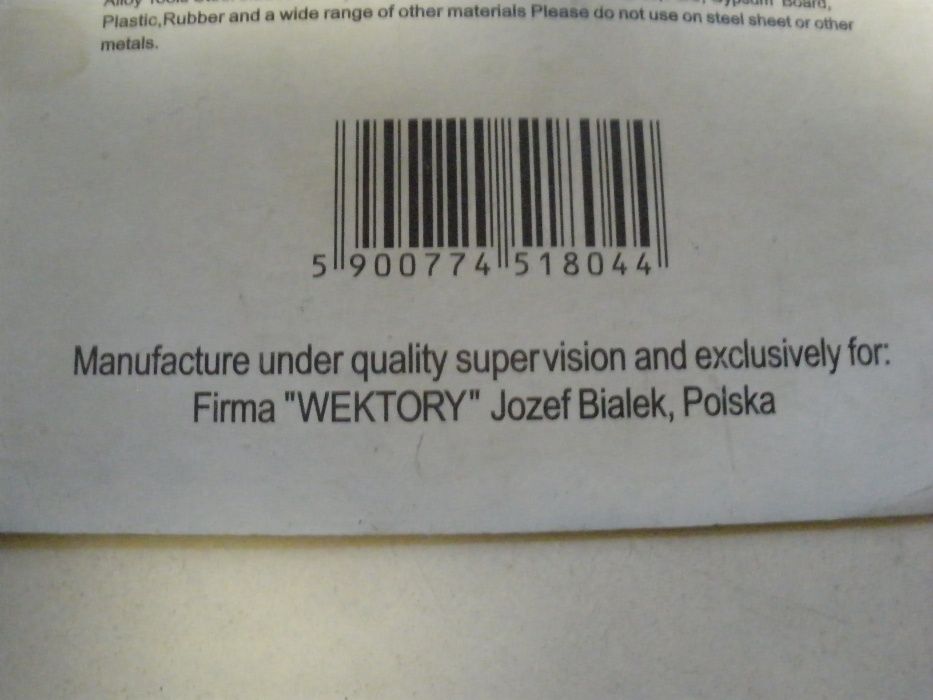 Board,
Plastic,Rubber and a wide range of other materials Please do not use on steel sheet or other
metals.
5 900774 518044
Manufacture under quality supervision and exclusively for:
Firma "WEKTORY" Jozef Bialek, Polska